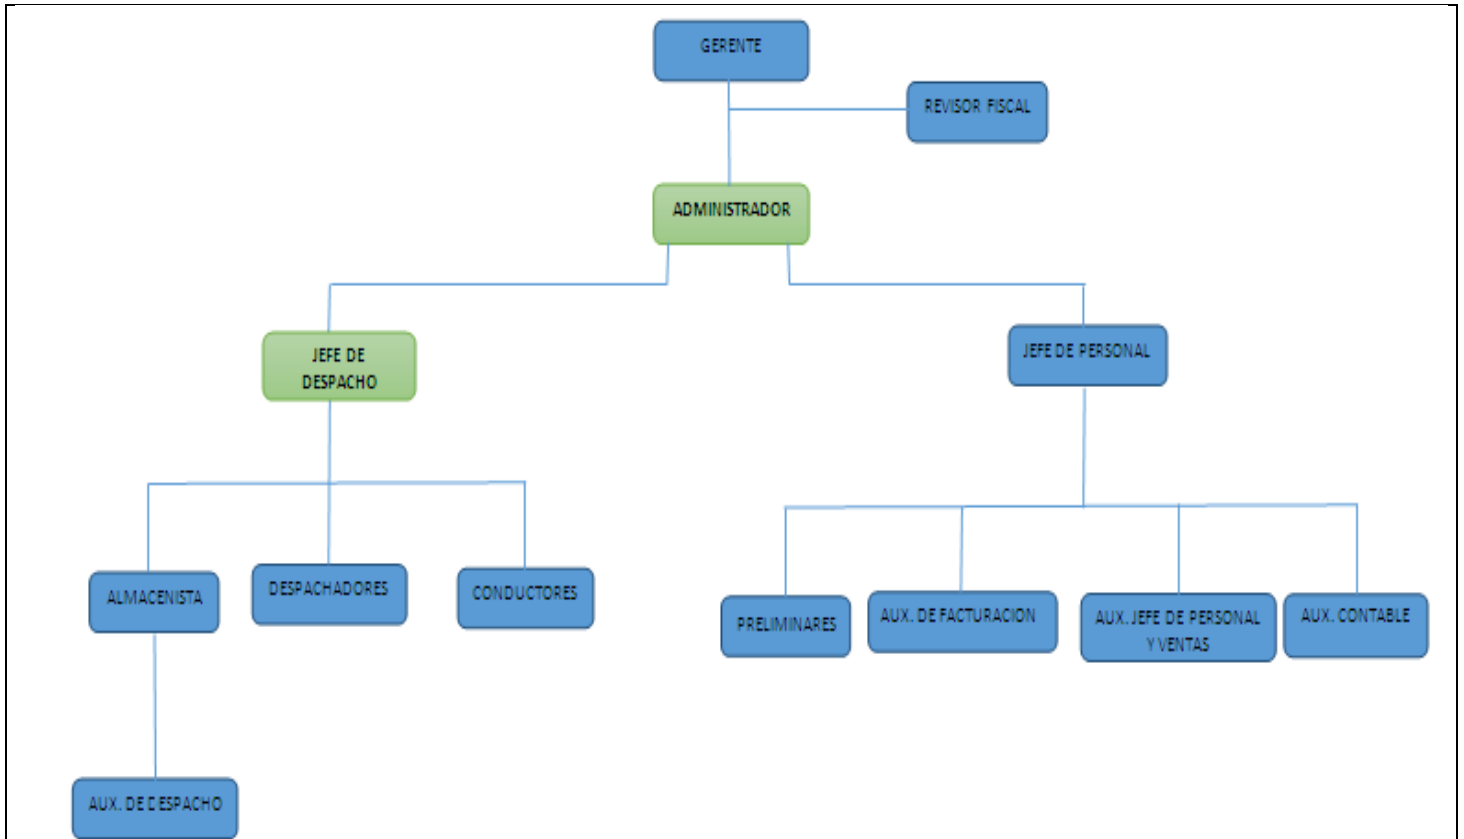 GERENTE
REVISOR FISCAL
ADMINISTRADOR
JEFE DE
DESPACHO
JEFE DE PERSONAL
ALMACENISTA
DESPACHADORES
CONDUCTORES
PRELIMINARES
AUX. DE FACTURACION
AUX. JEFE DE PERSONAL
Y VENTAS
AUX. CONTABLE
AUX. DE DESPACHO